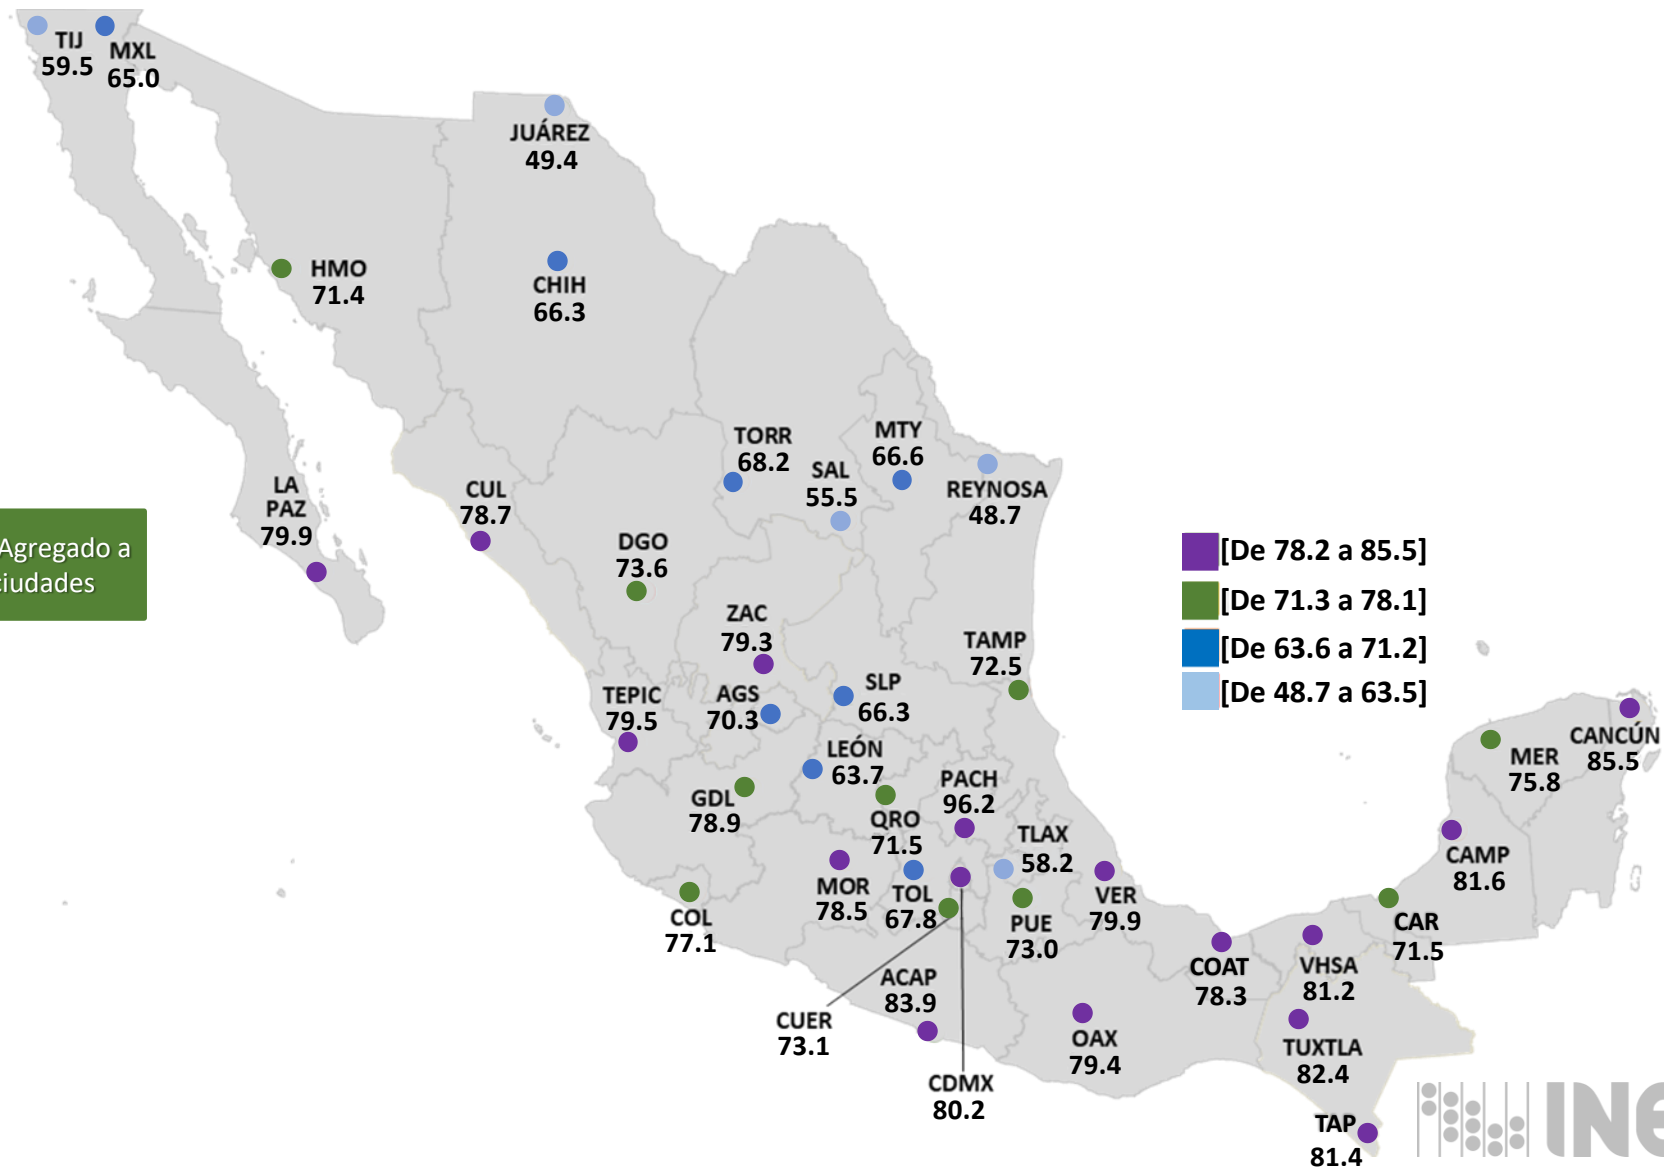 TIJ
59.5
MXL
65.0
JUÁREZ
49.4
HMO
71.4
CHIH
66.3
TORR
68.2
MTY
66.6
SAL
55.5
REYNOSA
48.7
LA
PAZ
79.9
CUL
78.7
Agregado a
ciudades
DGO
73.6
[De 78.2 a 85.5]
[De 71.3 a 78.1]
[De 63.6 a 71.2]
[De 48.7 a 63.5]
ZAC
79.3
TAMP
72.5
TEPIC
79.5
AGS
70.3
SLP
66.3
CANCÚN
85.5
MER
75.8
LEÓN
63.7
PACH
96.2
GDL
78.9
QRO
71.5
TLAX
58.2
CAMP
81.6
MOR
78.5
TOL
67.8
VER
79.9
COL
77.1
PUE
73.0
CAR
71.5
COAT
78.3
VHSA
81.2
ACAP
83.9
CUER
73.1
OAX
79.4
TUXTLA
82.4
CDMX
80.2
TAP
81.4